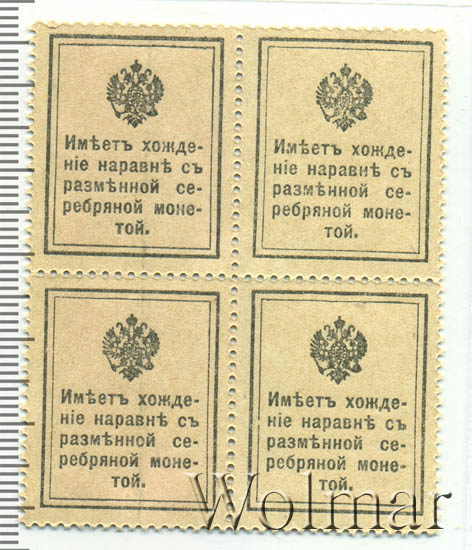 Имѣетъ хожде-
ніе наравнѣ съ
размѣнной се-
ребряной моне-
той.
Имѣетъ хожде-
ніе наравнѣ съ
размѣнной се-
ребряной моне-
той.
Имѣетъ хожде-
ніе наравнѣ съ
размѣнной се-
ребряной моне-
той.
Имѣетъ хожде-
ніе наравнѣ съ
размѣнной се-
ребряной моне-
той.
Wolmar